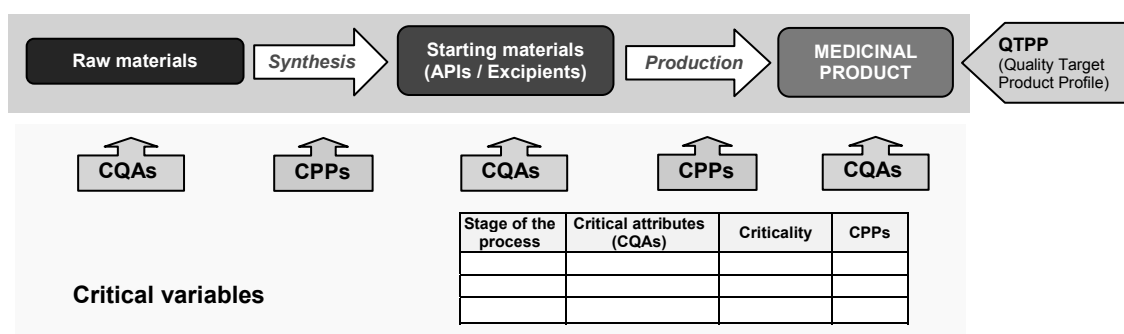 Raw materials
Synthesis
Starting materials
(APIs / Excipients)
Production
MEDICINAL
PRODUCT
QTPP
(Quality Target
Product Profile)
CQAs
CPPs
CQAs
CPPs
CQAs
Stage of the
process
Critical attributes
(CQAs)
Criticality
CPPs
Critical variables